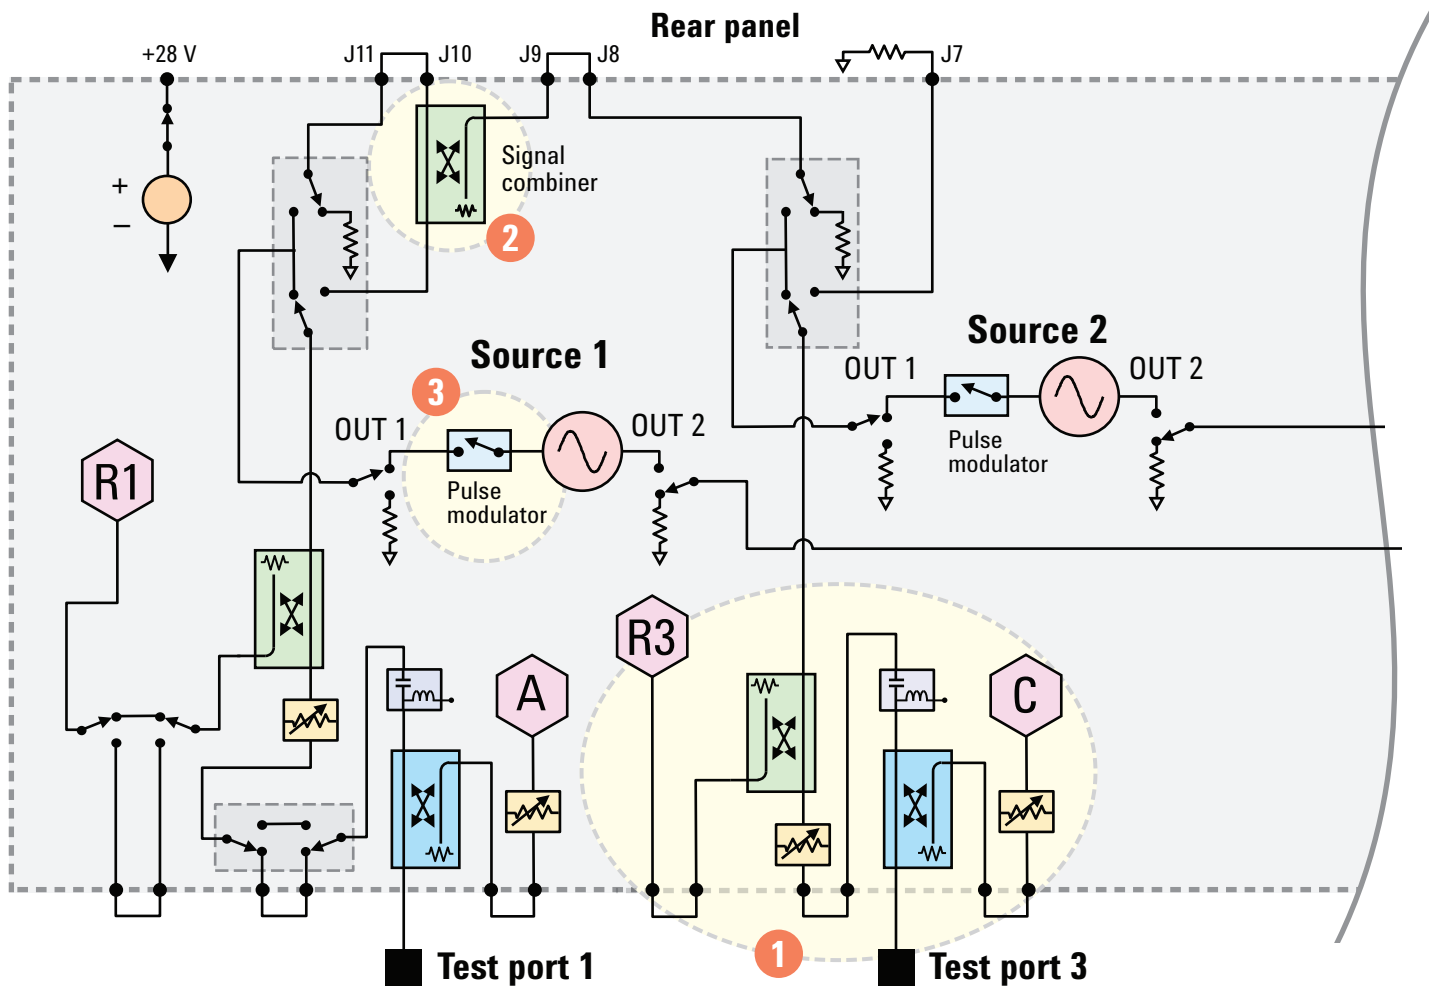 Rear panel
+28 V
J11
J10
J9
J8
J7
+
–
Signal
combiner
2
Source 1
Source 2
3
OUT 1
OUT 2
OUT 1
OUT 2
Pulse
modulator
Pulse
modulator
R1
R3
A
C
1
Test port 1
Test port 3